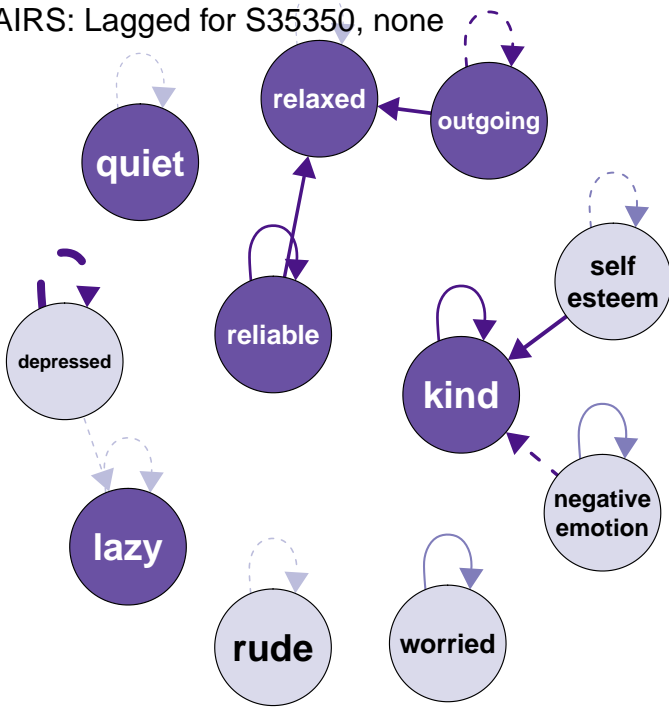 AIRS: Lagged for S35350, none
relaxed
outgoing
quiet
self
esteem
reliable
depressed
kind
negative
emotion
lazy
rude
worried